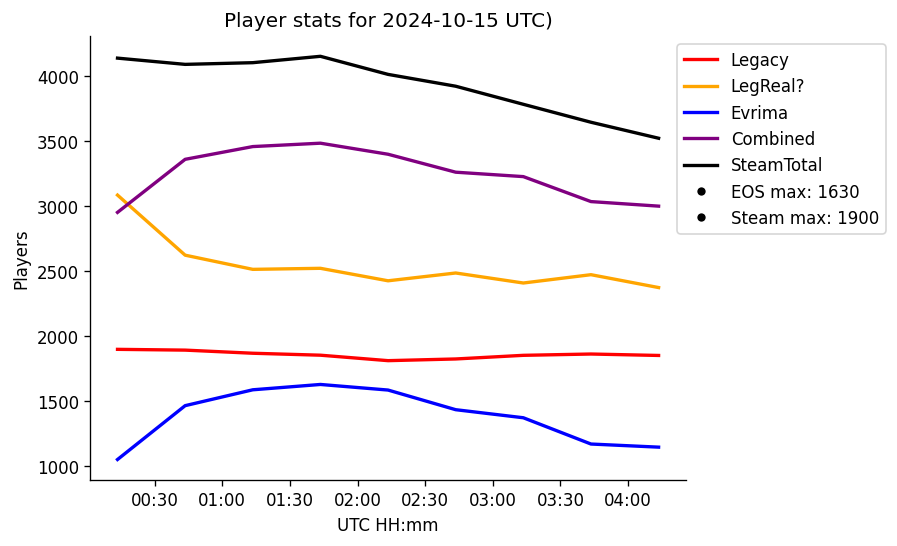 Player stats for 2024-10-15 UTC)
4000
3500
3000
2500
2000
1500
1000
Players
00:30 01:00 01:30 02:00 02:30 03:00 03:30 04:00
UTC HH:mm
Legacy
LegReal?
Evrima
Combined
SteamTotal
EOS max: 1630
Steam max: 1900